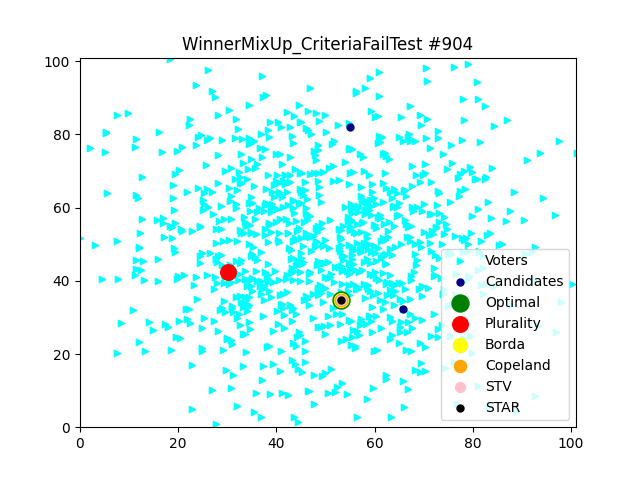 WinnerMixUp_CriteriaFailTest #904
100
80
60
40
20
0
0
20
40
60
80
100
Voters
Candidates
Optimal
Plurality
Borda
Copeland
STV
STAR